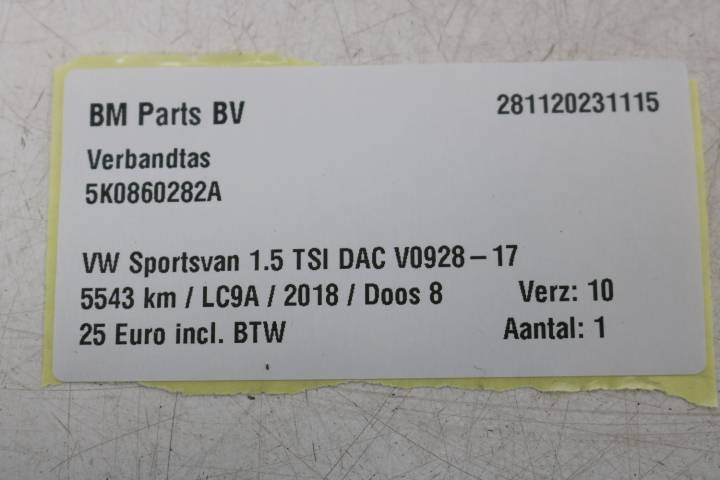 BM Parts BV 281120231115
Verbandtas
5K0860282A
VW Sportsvan 1.5 TSI DAC V0928-17
5543 km / LC9A / 2018 / Doos 8 Verz: 10
25 Euro incl. BTW Aantal: 1